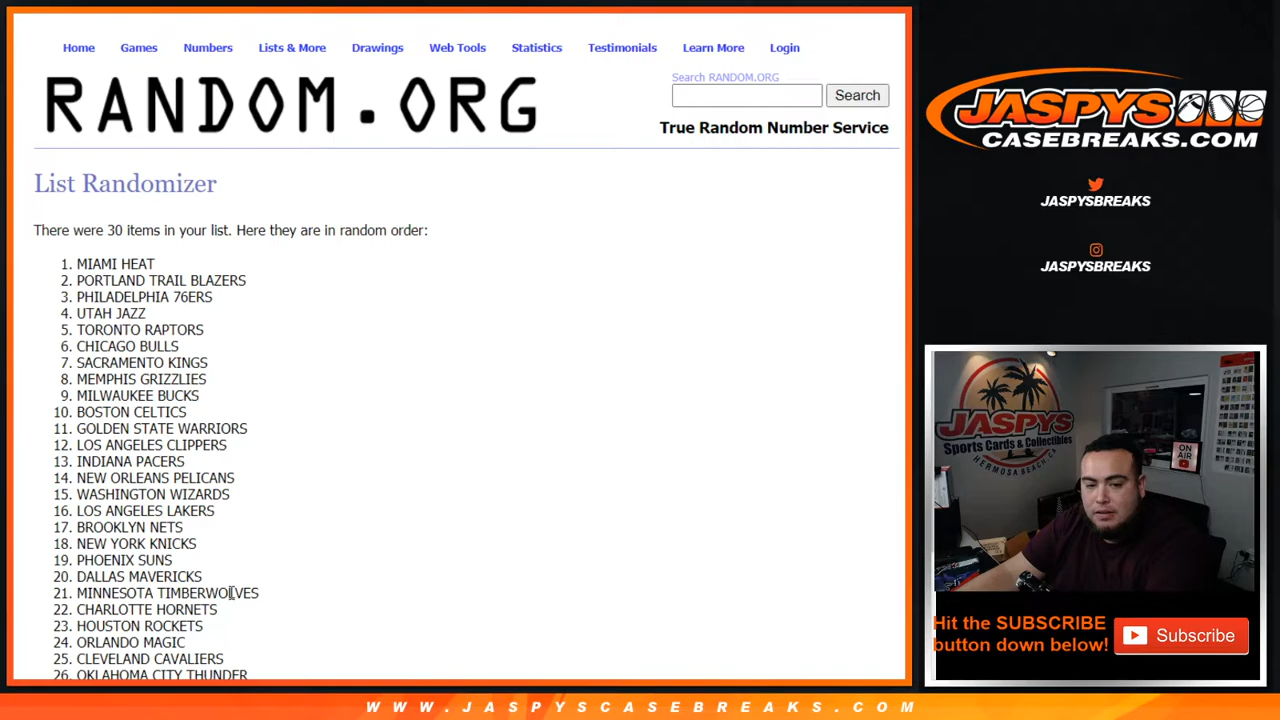 Home Games Numbers Lists & More Drawings Web Tools Statistics Testimonials Learn More Login
RANDOM.ORG
Search RANDOM.ORG
Search
True Random Number Service
List Randomizer
There were 30 items in your list. Here they are in random order:
1. MIAMI HEAT
2. PORTLAND TRAIL BLAZERS
3. PHILADELPHIA 76ERS
4. UTAH JAZZ
5. TORONTO RAPTORS
6. CHICAGO BULLS
7. SACRAMENTO KINGS
8. MEMPHIS GRIZZLIES
9. MILWAUKEE BUCKS
10. BOSTON CELTICS
11. GOLDEN STATE WARRIORS
12. LOS ANGELES CLIPPERS
13. INDIANA PACERS
14. NEW ORLEANS PELICANS
15. WASHINGTON WIZARDS
16. LOS ANGELES LAKERS
17. BROOKLYN NETS
18. NEW YORK KNICKS
19. PHOENIX SUNS
20. DALLAS MAVERICKS
21. MINNESOTA TIMBERWOLVES
22. CHARLOTTE HORNETS
23. HOUSTON ROCKETS
24. ORLANDO MAGIC
25. CLEVELAND CAVALIERS
26. OKLAHOMA CITY THUNDER
JASPYS
CASEBREAKS.COM
JASPYSBREAKS
JASPYSBREAKS
JASPYS
Sports Cards & Collectibles
HERMOSA BEACH, CA
ON AIR
Hit the SUBSCRIBE
button down below!
Subscribe
WWW.JASPYSCASEBREAKS.COM